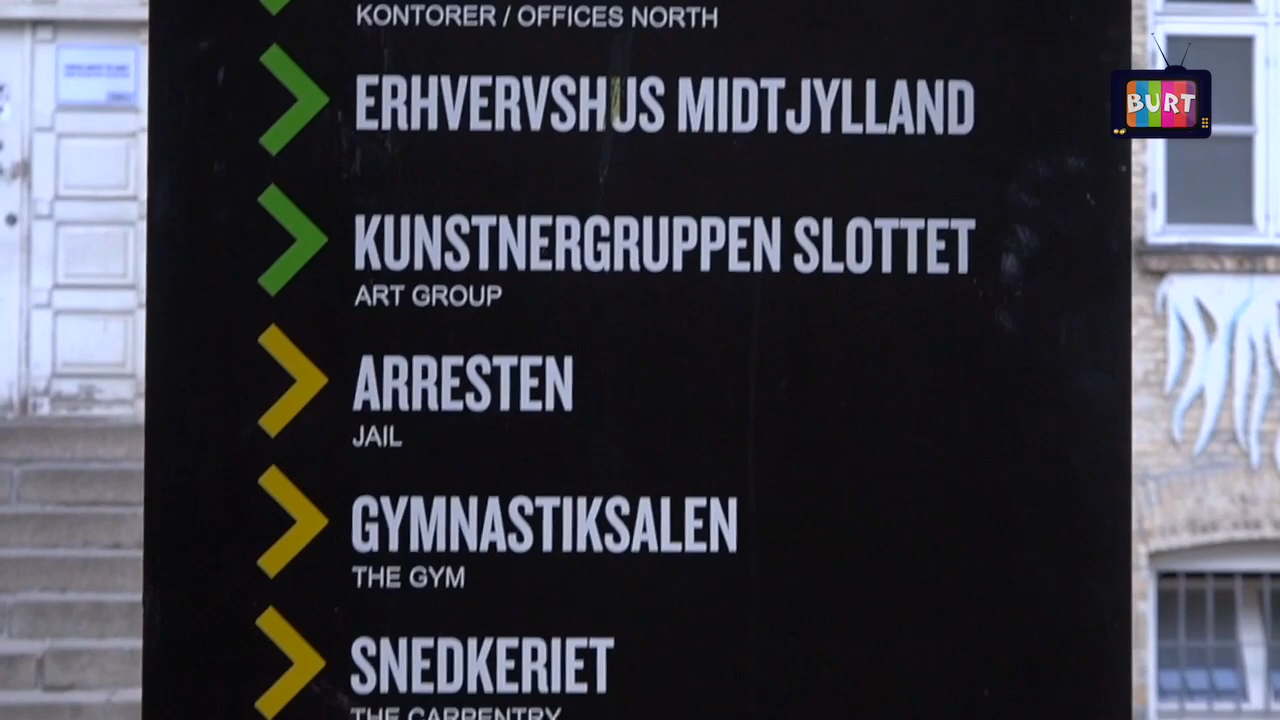 KONTORER / OFFICES NORTH
ERHVERVSHUS MIDTJYLLAND
BURT
KUNSTNERGRUPPEN SLOTTET
ART GROUP
ARRESTEN
JAIL
GYMNASTIKSALEN
THE GYM
SNEDKERIET
THE CARPENTRY